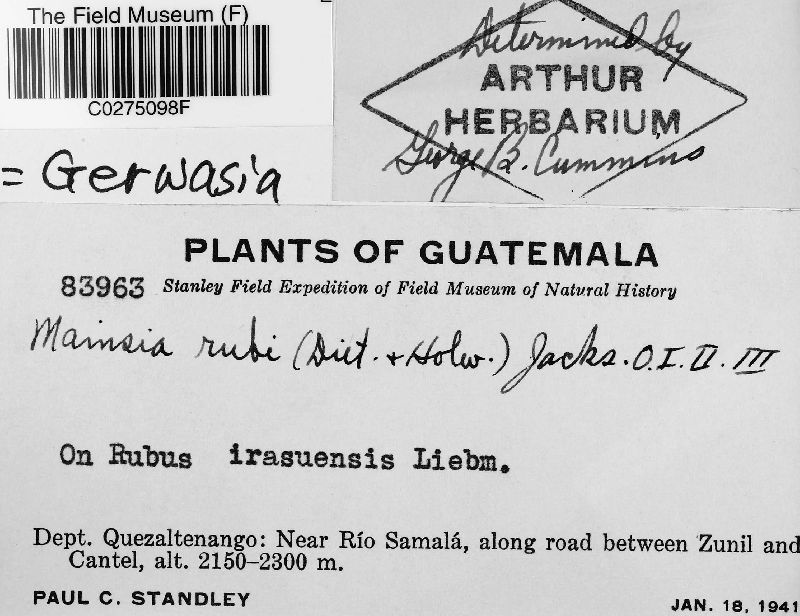 The Field Museum (F)
C0275098F
= Gerwasia
Determined by
ARTHUR
HERBARIUM
George B. Cummins
PLANTS OF GUATEMALA
83963 Stanley Field Expedition of Field Museum of Natural History
Mainsia rubi (Diet. + Holw.) Jacks. O. I. II. III
On Rubus irasuensis Liebm.
Dept. Quezaltenango: Near Río Samalá, along road between Zunil and
Cantel, alt. 2150–2300 m.
PAUL C. STANDLEY
JAN. 18, 1941